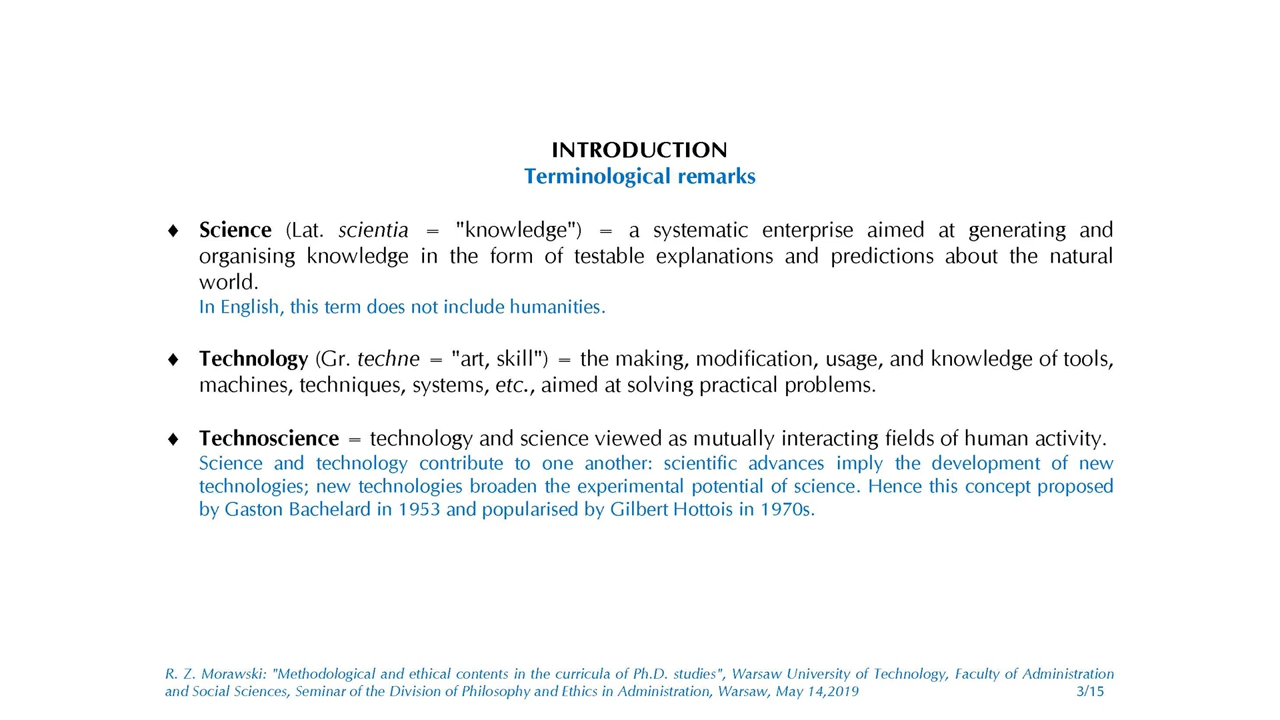 INTRODUCTION
Terminological remarks
♦ Science (Lat. scientia = "knowledge") = a systematic enterprise aimed at generating and
organising knowledge in the form of testable explanations and predictions about the natural
world.
In English, this term does not include humanities.
♦ Technology (Gr. techne = "art, skill") = the making, modification, usage, and knowledge of tools,
machines, techniques, systems, etc., aimed at solving practical problems.
♦ Technoscience = technology and science viewed as mutually interacting fields of human activity.
Science and technology contribute to one another: scientific advances imply the development of new
technologies; new technologies broaden the experimental potential of science. Hence this concept proposed
by Gaston Bachelard in 1953 and popularised by Gilbert Hottois in 1970s.
R. Z. Morawski: "Methodological and ethical contents in the curricula of Ph.D. studies", Warsaw University of Technology, Faculty of Administration
and Social Sciences, Seminar of the Division of Philosophy and Ethics in Administration, Warsaw, May 14,2019 3/15